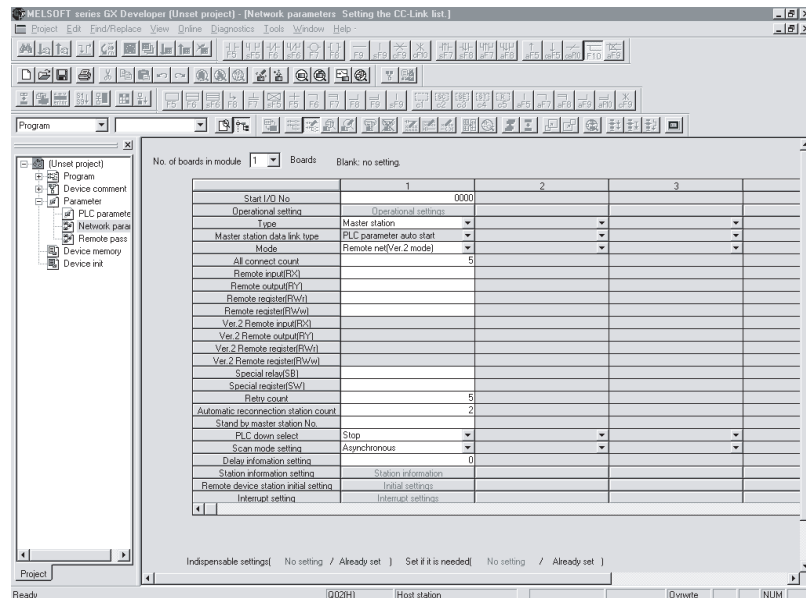 MELSOFT series GX Developer (Unset project) - [Network parameters Setting the CC-Link list.]
Project Edit Find/Replace View Online Diagnostics Tools Window Help -
Program
No. of boards in module 1 Boards Blank: no setting.
(Unset project)
Program
Device comment
Parameter
PLC paramete
Network para
Remote pass
Device memory
Device init
1 2 3
Start I/O No 0000
Operational setting Operational settings
Type Master station
Master station data link type PLC parameter auto start
Mode Remote net(Ver.2 mode)
All connect count 5
Remote input(RX)
Remote output(RY)
Remote register(RWr)
Remote register(RWw)
Ver.2 Remote input(RX)
Ver.2 Remote output(RY)
Ver.2 Remote register(RWr)
Ver.2 Remote register(RWw)
Special relay(SB)
Special register(SW)
Retry count 5
Automatic reconnection station count 2
Stand by master station No.
PLC down select Stop
Scan mode setting Asynchronous
Delay infomation setting 0
Station information setting Station information
Remote device station initial setting Initial settings
Interrupt setting Interrupt settings
Indispensable settings( No setting / Already set ) Set if it is needed( No setting / Already set )
Project
Ready Q02(H) Host station Ovrwrte NUM